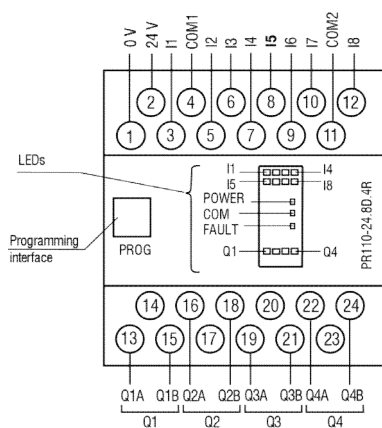 0 V 24 V I1 COM1 I2 I3 I4 I5 I6 I7 COM2 I8
2 4 6 8 10 12
1 3 5 7 9 11
LEDs
I1 I4
I5 I8
POWER
COM
FAULT
Q1 Q4
Programming
interface
PROG
PR110-24.8D.4R
14 16 18 20 22 24
13 15 17 19 21 23
Q1A Q1B Q2A Q2B Q3A Q3B Q4A Q4B
Q1 Q2 Q3 Q4